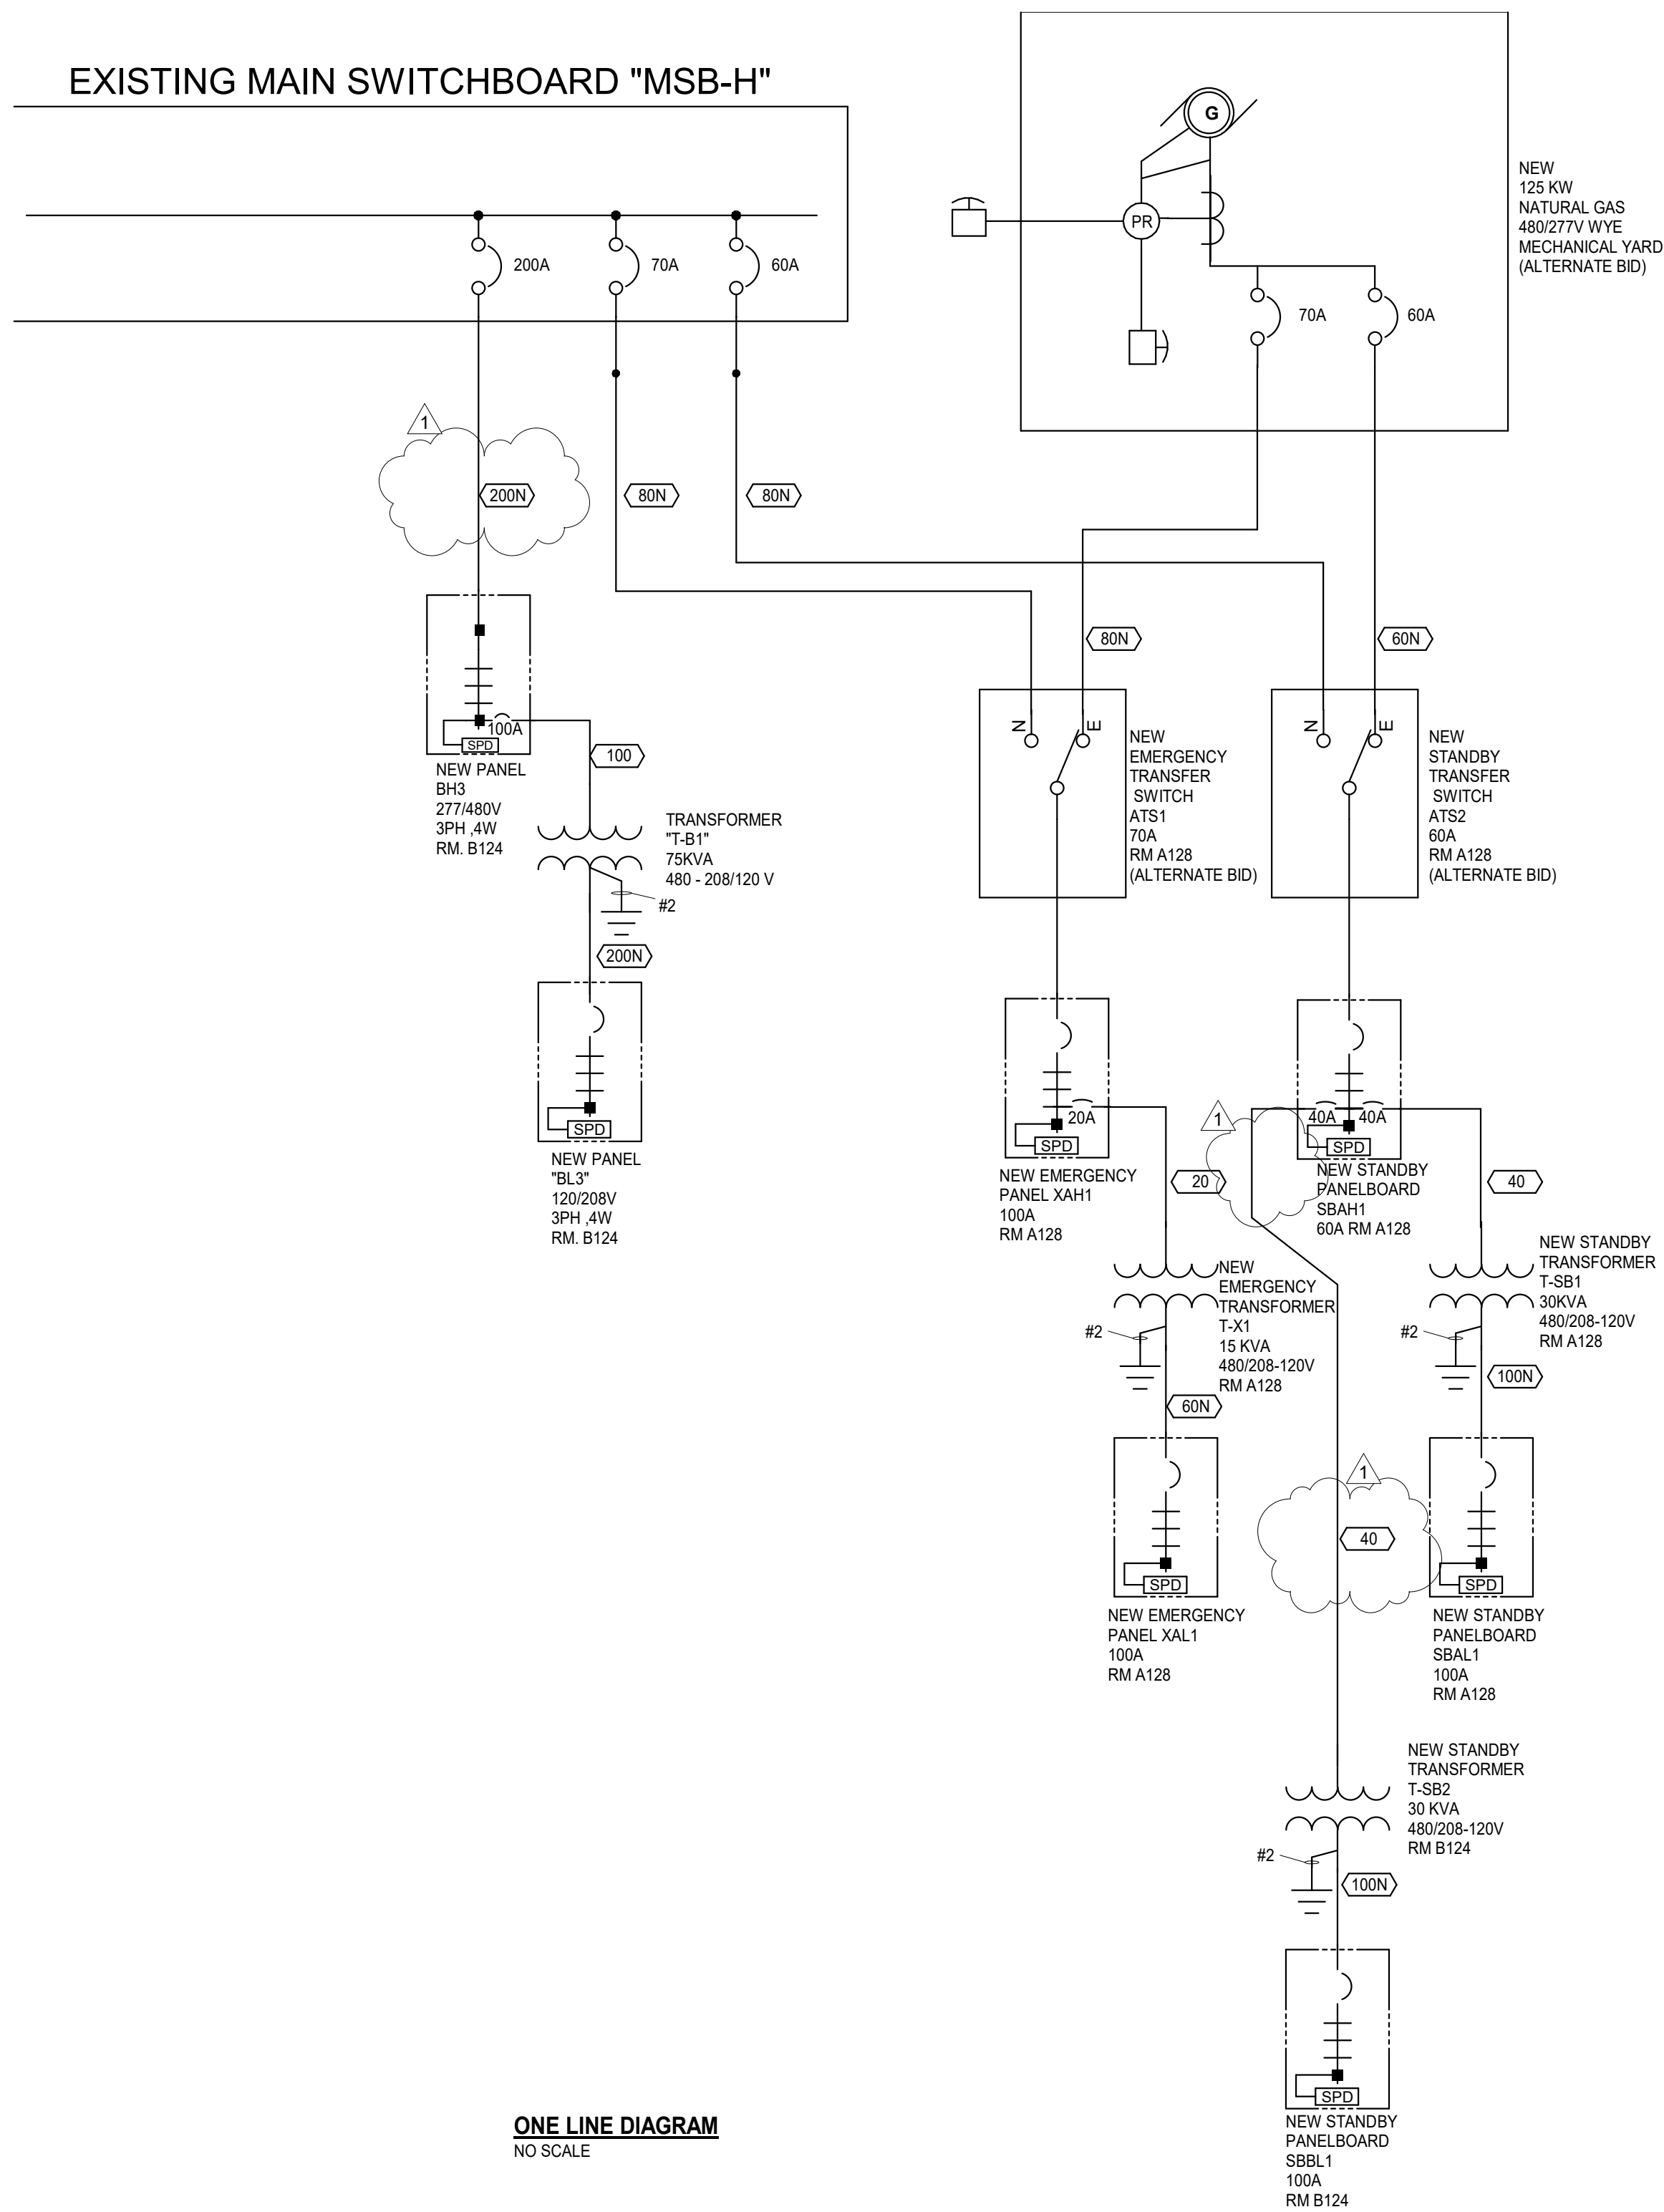 EXISTING MAIN SWITCHBOARD "MSB-H"
200A
70A
60A
G
PR
70A
60A
NEW
125 KW
NATURAL GAS
480/277V WYE
MECHANICAL YARD
(ALTERNATE BID)
1
200N
80N
80N
80N
60N
100A
SPD
NEW PANEL
BH3
277/480V
3PH ,4W
RM. B124
100
TRANSFORMER
"T-B1"
75KVA
480 - 208/120 V
#2
200N
SPD
NEW PANEL
"BL3"
120/208V
3PH ,4W
RM. B124
N
E
NEW
EMERGENCY
TRANSFER
SWITCH
ATS1
70A
RM A128
(ALTERNATE BID)
N
E
NEW
STANDBY
TRANSFER
SWITCH
ATS2
60A
RM A128
(ALTERNATE BID)
20A
SPD
NEW EMERGENCY
PANEL XAH1
100A
RM A128
20
1
40A
40A
SPD
NEW STANDBY
PANELBOARD
SBAH1
60A RM A128
40
NEW
EMERGENCY
TRANSFORMER
T-X1
15 KVA
480/208-120V
RM A128
#2
60N
NEW STANDBY
TRANSFORMER
T-SB1
30KVA
480/208-120V
RM A128
#2
100N
SPD
NEW EMERGENCY
PANEL XAL1
100A
RM A128
1
40
SPD
NEW STANDBY
PANELBOARD
SBAL1
100A
RM A128
NEW STANDBY
TRANSFORMER
T-SB2
30 KVA
480/208-120V
RM B124
#2
100N
SPD
NEW STANDBY
PANELBOARD
SBBL1
100A
RM B124
ONE LINE DIAGRAM
NO SCALE